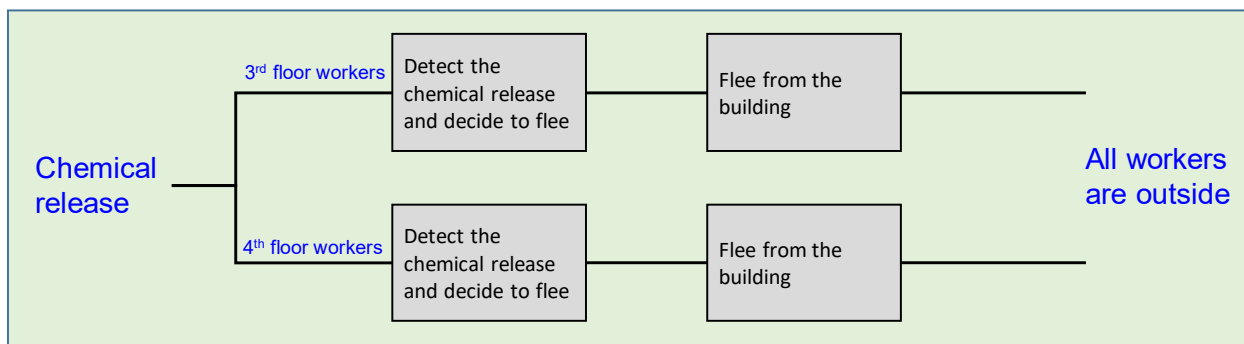 Chemical
release
3rd floor workers
Detect the
chemical release
and decide to flee
Flee from the
building
4th floor workers
Detect the
chemical release
and decide to flee
Flee from the
building
All workers
are outside